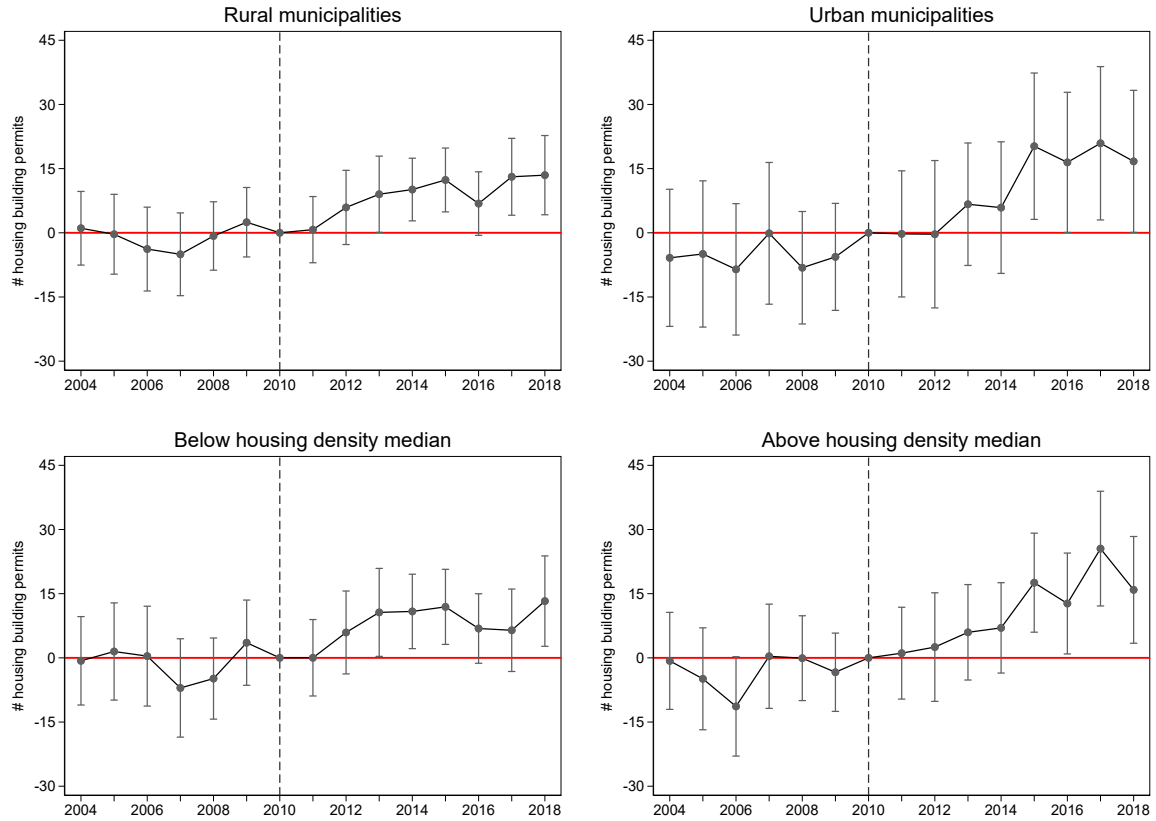 Rural municipalities
# housing building permits
45
30
15
0
-15
-30
2004 2006 2008 2010 2012 2014 2016 2018
Urban municipalities
# housing building permits
45
30
15
0
-15
-30
2004 2006 2008 2010 2012 2014 2016 2018
Below housing density median
# housing building permits
45
30
15
0
-15
-30
2004 2006 2008 2010 2012 2014 2016 2018
Above housing density median
# housing building permits
45
30
15
0
-15
-30
2004 2006 2008 2010 2012 2014 2016 2018